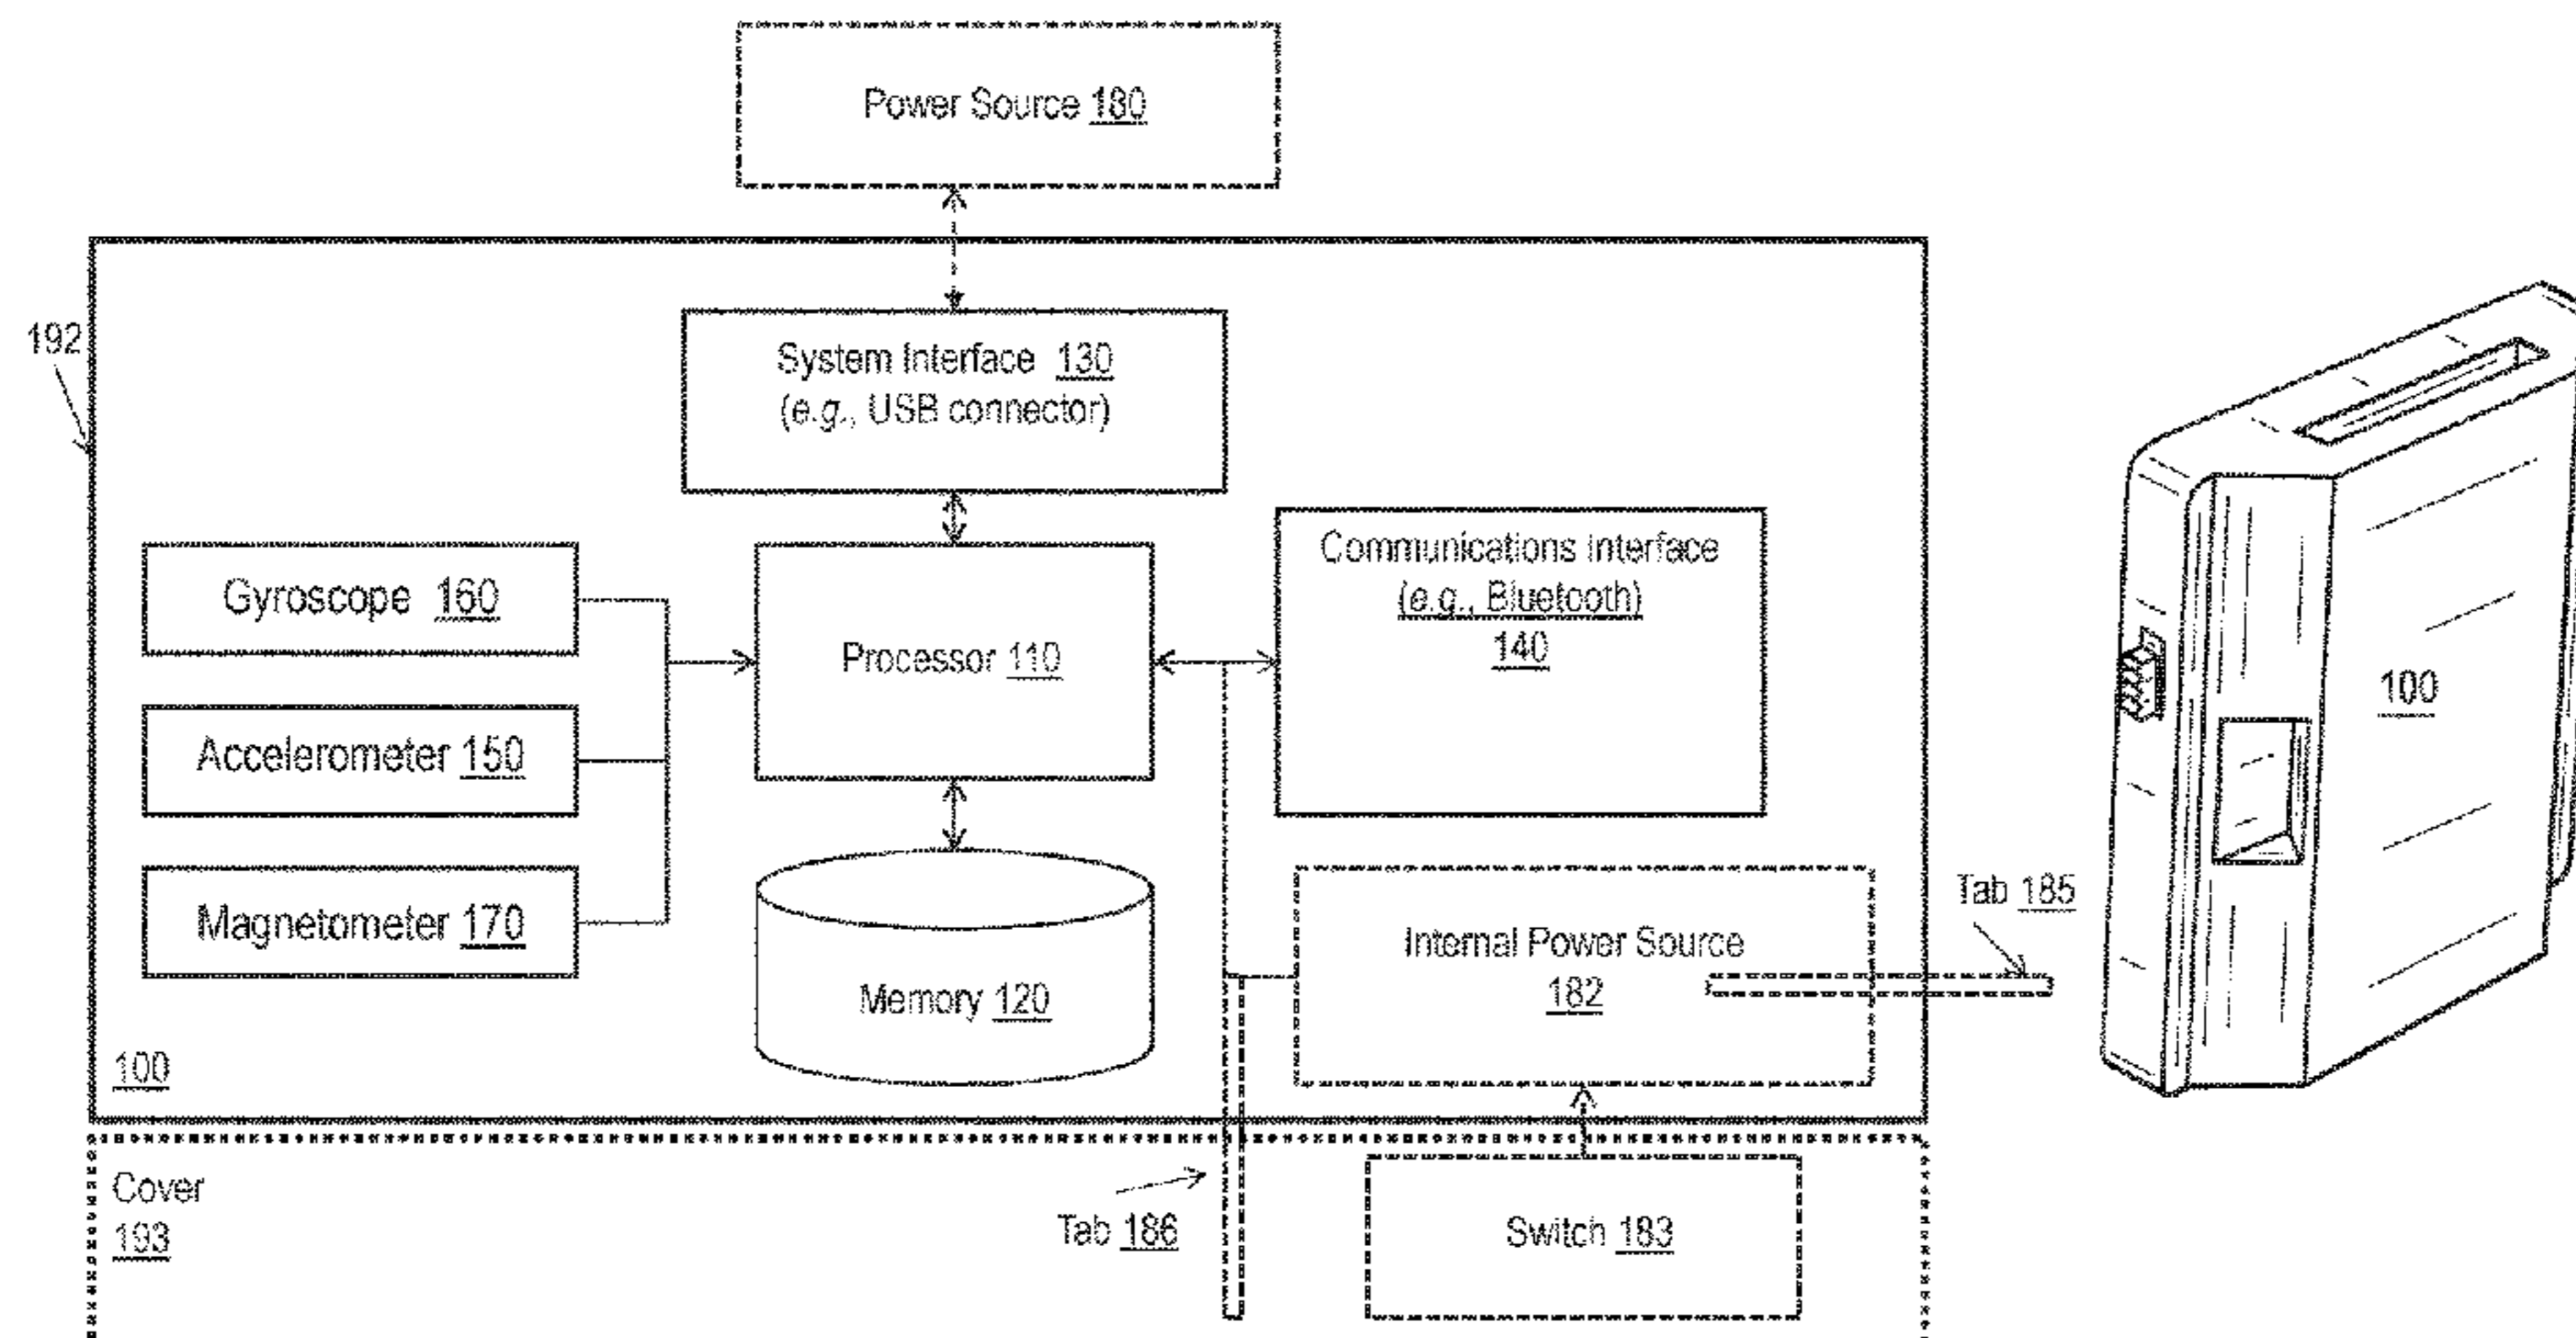 Power Source 180
192
System Interface 130
(e.g., USB connector)
Gyroscope 160
Communications Interface
(e.g., Bluetooth)
140
Processor 110
100
Accelerometer 150
Magnetometer 170
Internal Power Source
182
Tab 185
Memory 120
100
Cover
193
Tab 186
Switch 183